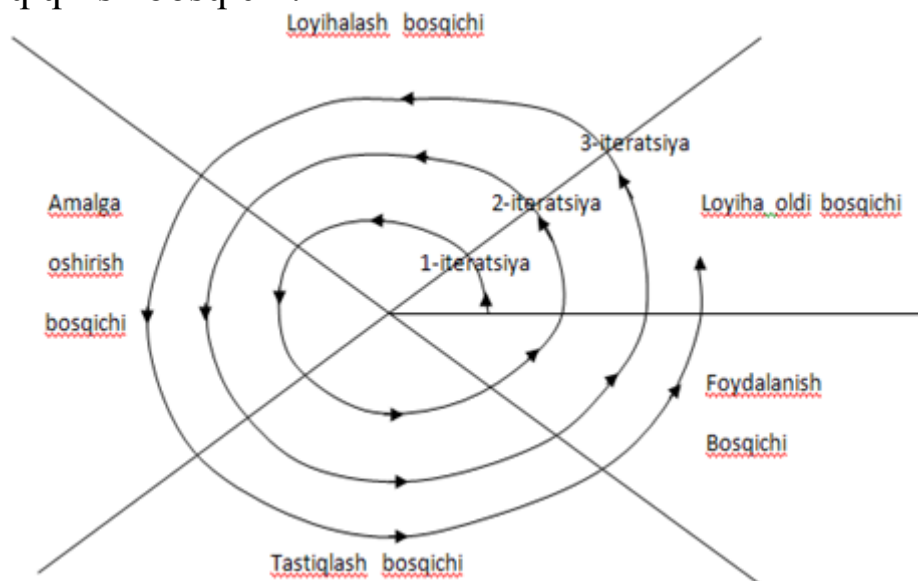 Loyihalash bosqichi
3-iteratsiya
Amalga
oshirish
bosqichi
2-iteratsiya
Loyiha oldi bosqichi
1-iteratsiya
Foydalanish
Bosqichi
Tastiqlash bosqichi